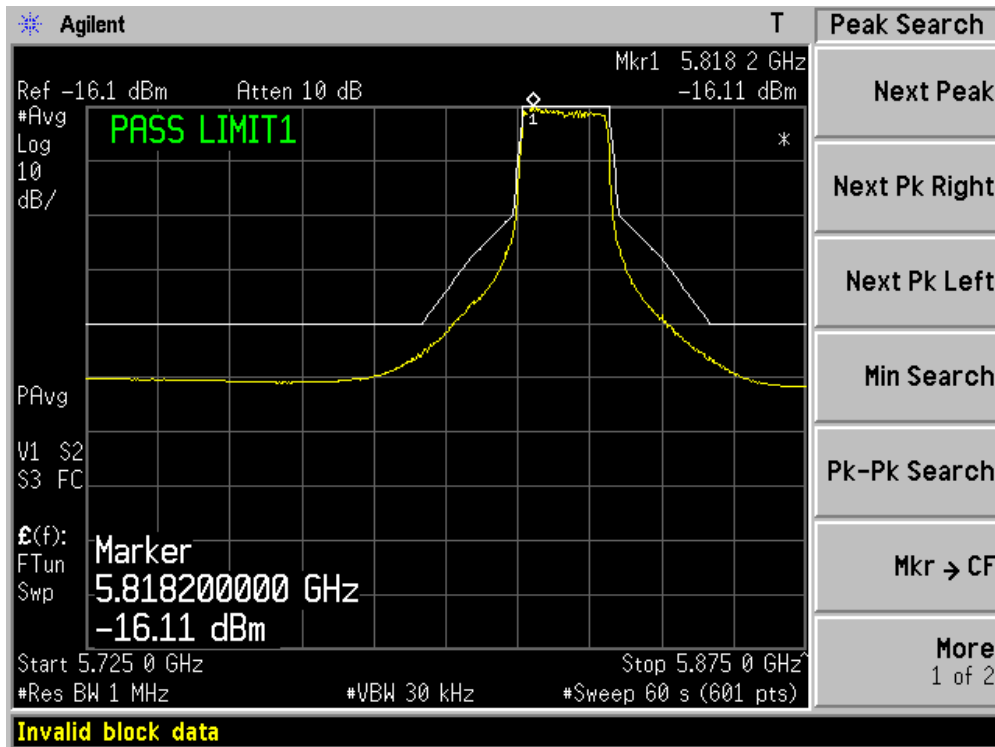 Agilent T Peak Search
Mkr1 5.818 2 GHz
Ref -16.1 dBm Atten 10 dB -16.11 dBm
#Avg
Log
10
dB/
PASS LIMIT1
1
*
PAvg
V1 S2
S3 FC
£(f):
FTun
Swp
Marker
5.818200000 GHz
-16.11 dBm
Start 5.725 0 GHz Stop 5.875 0 GHz^
#Res BW 1 MHz #VBW 30 kHz #Sweep 60 s (601 pts)
Invalid block data
Next Peak
Next Pk Right
Next Pk Left
Min Search
Pk-Pk Search
Mkr → CF
More
1 of 2